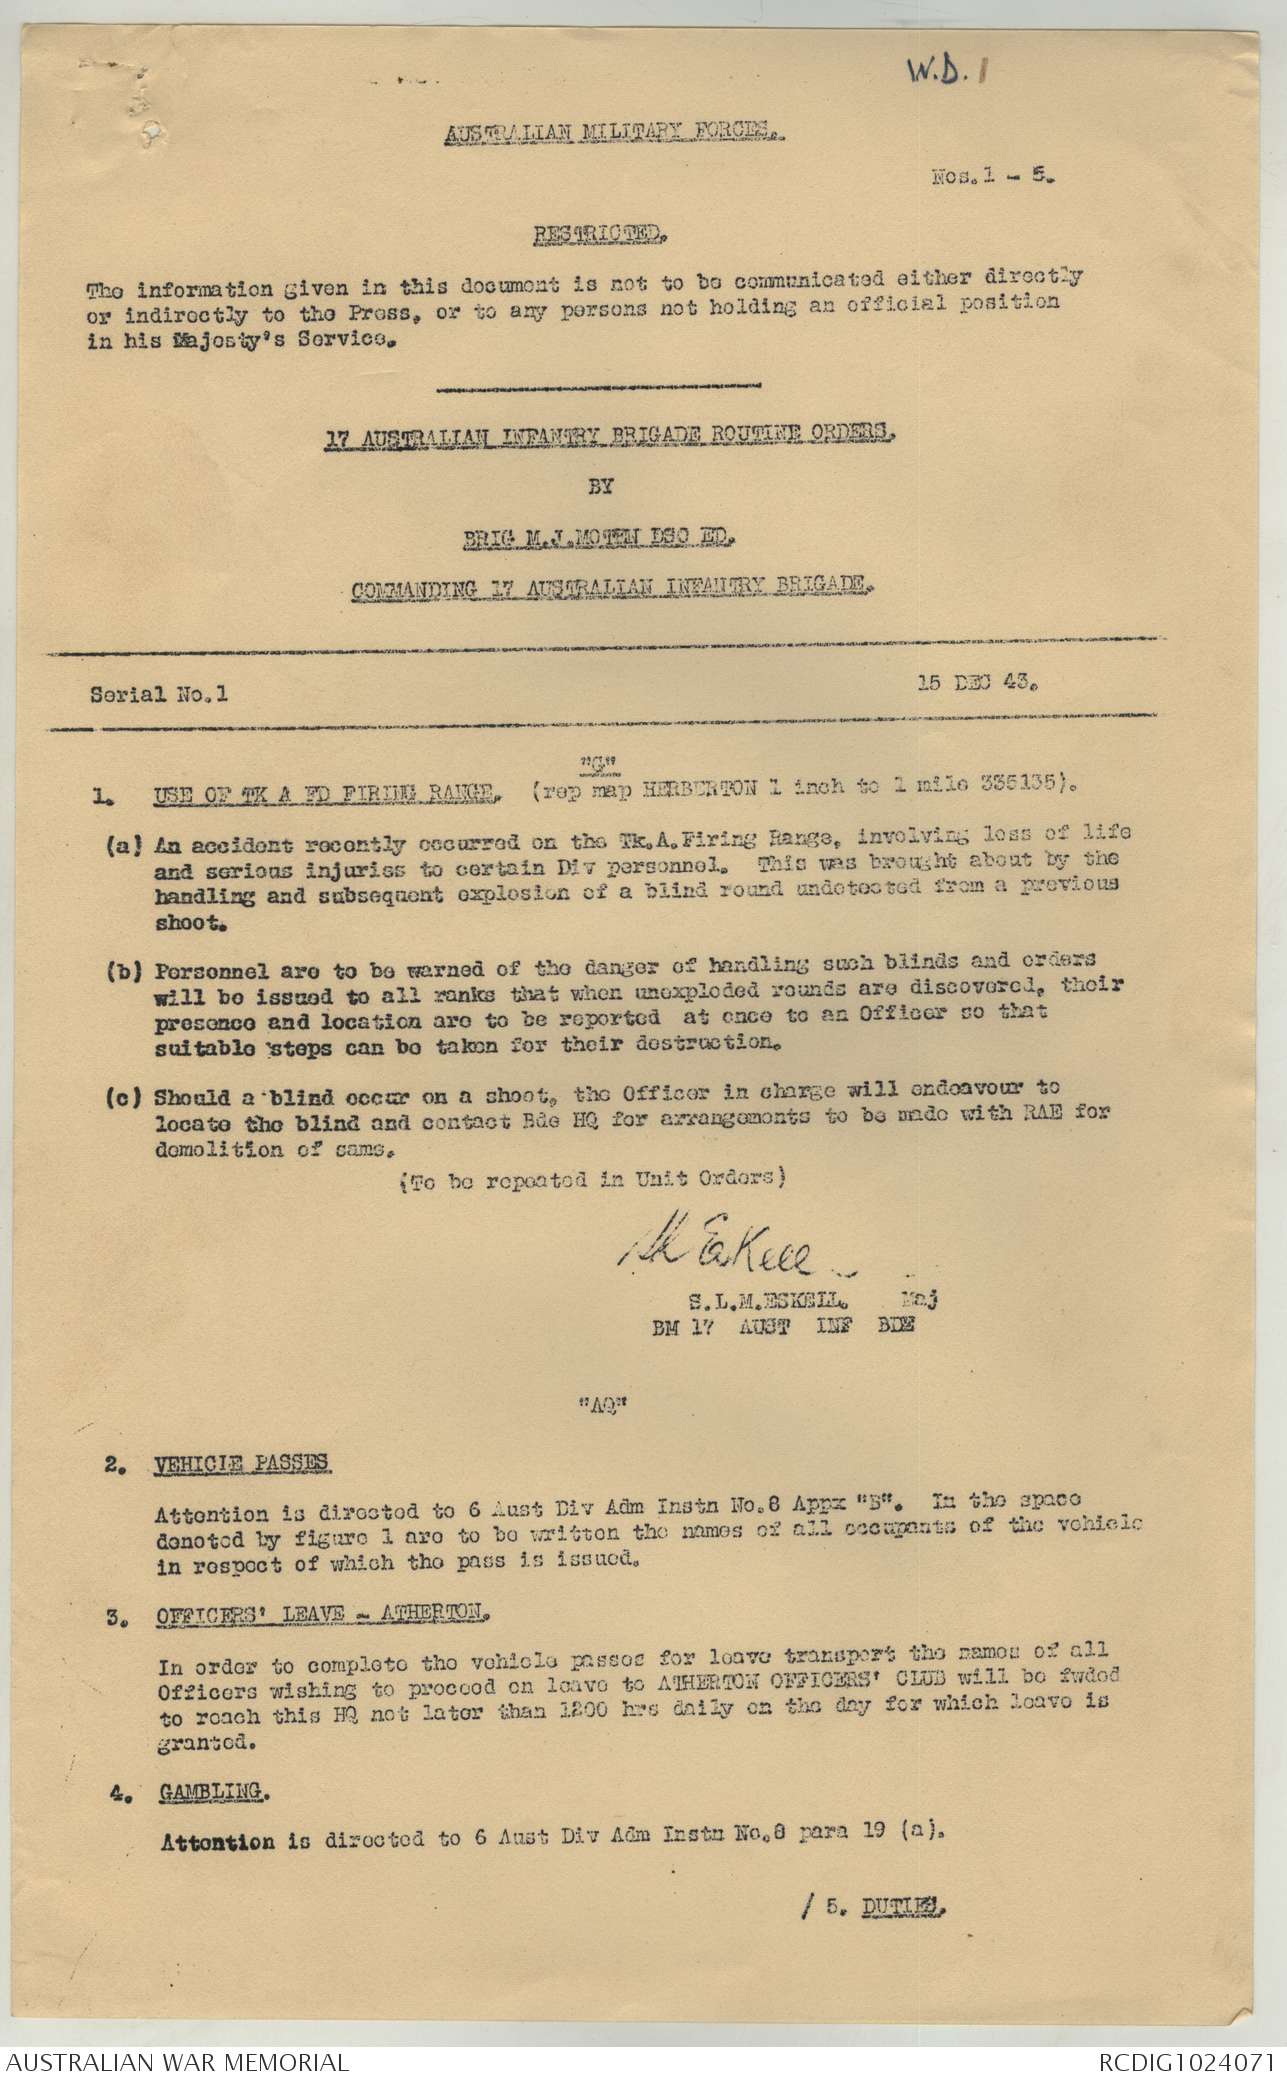 W.D. 1
AUSTRALIAN MILITARY FORCES.
Nos.1 - 5.
RESTRICTED.
The information given in this document is not to be communicated either directly
or indirectly to the Press, or to any persons not holding an official position
in his Majesty's Service.
17 AUSTRALIAN INFANTRY BRIGADE ROUTINE ORDERS.
BY
BRIG M.J.MOTEN DSO ED.
COMMANDING 17 AUSTRALIAN INFANTRY BRIGADE.
Serial No.1 15 DEC 43.
"G"
1. USE OF TK A FD FIRING RANGE. (rep map HERBERTON 1 inch to 1 mile 335135).
(a) An accident recently occurred on the Tk.A.Firing Range, involving loss of life
and serious injuries to certain Div personnel. This was brought about by the
handling and subsequent explosion of a blind round undetected from a previous
shoot.
(b) Personnel are to be warned of the danger of handling such blinds and orders
will be issued to all ranks that when unexploded rounds are discovered, their
presence and location are to be reported at once to an Officer so that
suitable steps can be taken for their destruction.
(c) Should a blind occur on a shoot, the Officer in charge will endeavour to
locate the blind and contact Bde HQ for arrangements to be made with RAE for
demolition of same.
(To be repeated in Unit Orders)
S.L.M.ESKELL. Maj
BM 17 AUST INF BDE
"AQ"
2. VEHICLE PASSES
Attention is directed to 6 Aust Div Adm Instn No.8 Appx "B". In the space
denoted by figure 1 are to be written the names of all occupants of the vehicle
in respect of which the pass is issued.
3. OFFICERS' LEAVE - ATHERTON.
In order to complete the vehicle passes for leave transport the names of all
Officers wishing to proceed on leave to ATHERTON OFFICERS' CLUB will be fwded
to reach this HQ not later than 1200 hrs daily on the day for which leave is
granted.
4. GAMBLING.
Attention is directed to 6 Aust Div Adm Instn No.8 para 19 (a).
/ 5. DUTIES.
AUSTRALIAN WAR MEMORIAL RCDIG1024071